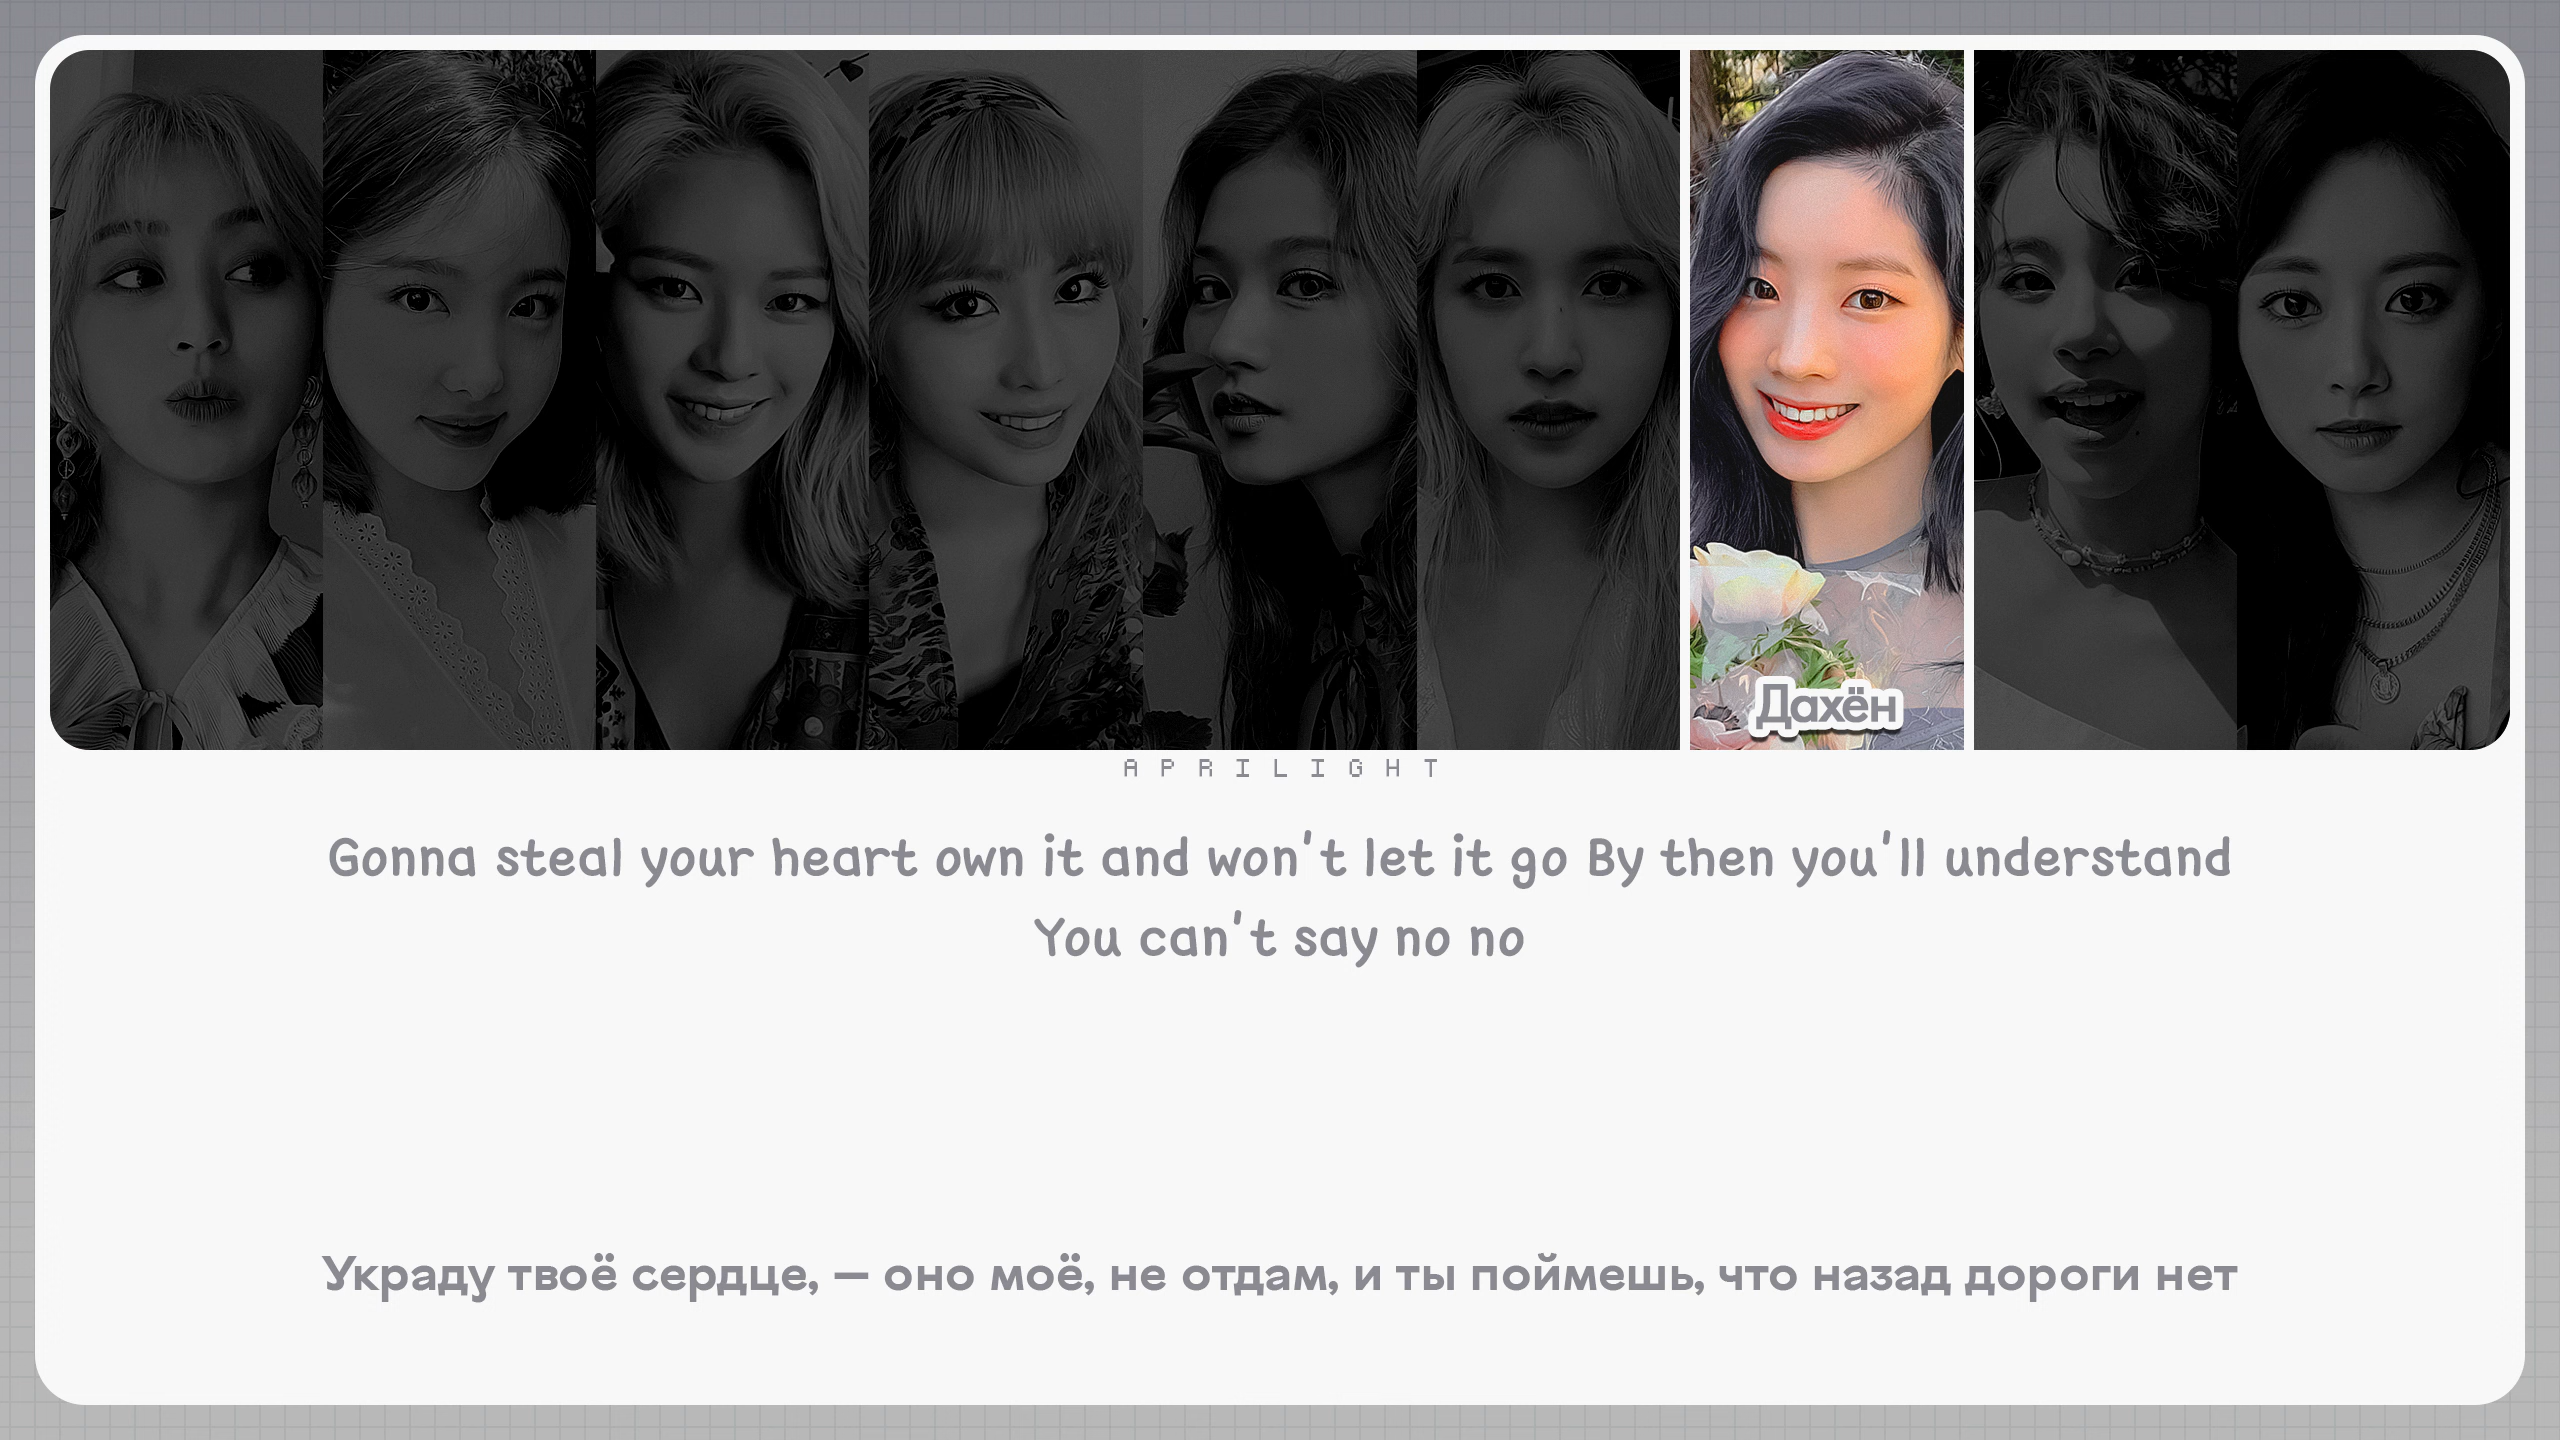 Дахён
APRILIGHT
Gonna steal your heart own it and won't let it go By then you'll understand
You can't say no no
Украду твоё сердце, — оно моё, не отдам, и ты поймешь, что назад дороги нет